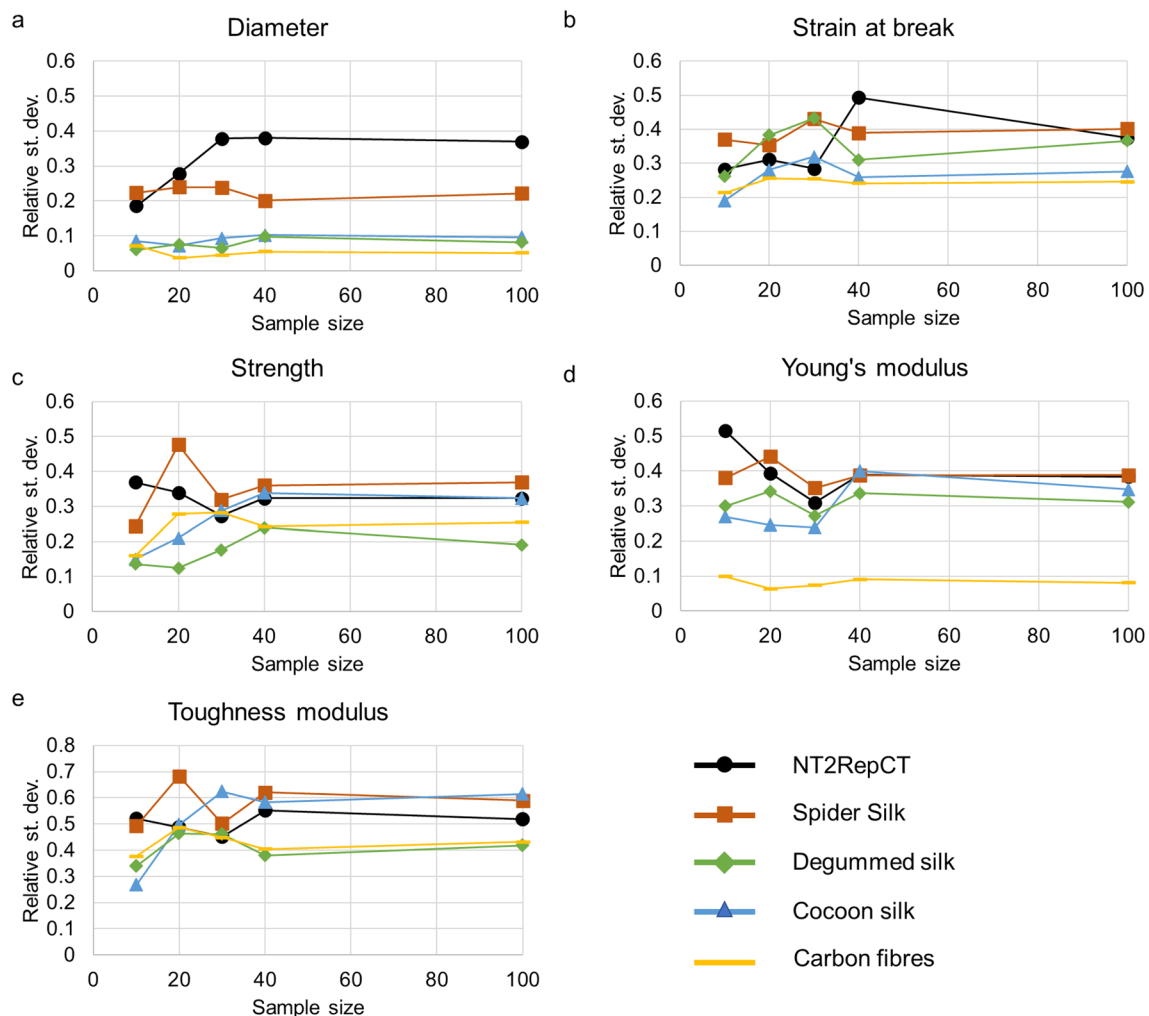 a
Diameter
Relative st. dev.
0.6
0.5
0.4
0.3
0.2
0.1
0
0 20 40 60 80 100
Sample size
b
Strain at break
Relative st. dev.
0.6
0.5
0.4
0.3
0.2
0.1
0
0 20 40 60 80 100
Sample size
c
Strength
Relative st. dev.
0.6
0.5
0.4
0.3
0.2
0.1
0
0 20 40 60 80 100
Sample size
d
Young's modulus
Relative st. dev.
0.6
0.5
0.4
0.3
0.2
0.1
0
0 20 40 60 80 100
Sample size
e
Toughness modulus
Relative st. dev.
0.8
0.7
0.6
0.5
0.4
0.3
0.2
0.1
0
0 20 40 60 80 100
Sample size
NT2RepCT
Spider Silk
Degummed silk
Cocoon silk
Carbon fibres